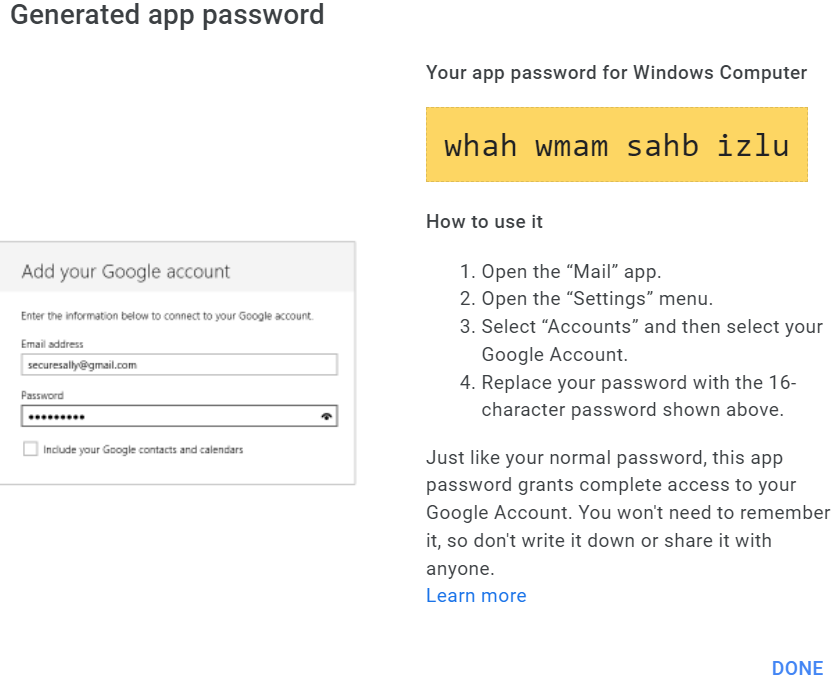 Generated app password
Your app password for Windows Computer
whah wmam sahb izlu
How to use it
1. Open the “Mail” app.
2. Open the “Settings” menu.
3. Select “Accounts” and then select your
Google Account.
4. Replace your password with the 16-
character password shown above.
Just like your normal password, this app
password grants complete access to your
Google Account. You won't need to remember
it, so don't write it down or share it with
anyone.
Learn more
Add your Google account
Enter the information below to connect to your Google account.
Email address
securesally@gmail.com
Password
•••••••••
Include your Google contacts and calendars
DONE